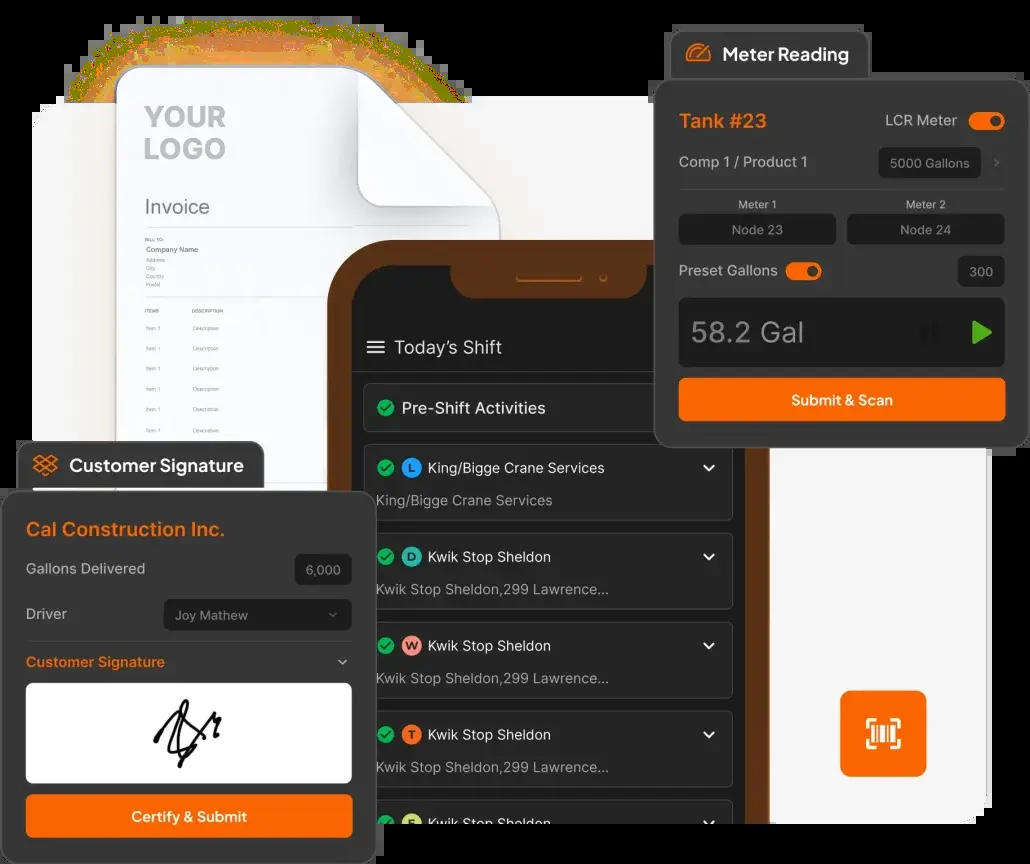 YOUR
LOGO
Invoice
BILL TO:
Company Name
Address
City
Country
Postal
ITEMS DESCRIPTION
Item 1 Description
Item 1 Description
Item 1 Description
Item 1 Description
Item 1 Description
Item 1 Description
Meter Reading
Tank #23 LCR Meter
Comp 1 / Product 1 5000 Gallons
Meter 1 Meter 2
Node 23 Node 24
Preset Gallons 300
58.2 Gal
Submit & Scan
Today's Shift
Pre-Shift Activities
L King/Bigge Crane Services
King/Bigge Crane Services
D Kwik Stop Sheldon
Kwik Stop Sheldon,299 Lawrence...
W Kwik Stop Sheldon
Kwik Stop Sheldon,299 Lawrence...
T Kwik Stop Sheldon
Kwik Stop Sheldon,299 Lawrence...
Kwik Stop Sheldon
Customer Signature
Cal Construction Inc.
Gallons Delivered 6,000
Driver Joy Mathew
Customer Signature
Certify & Submit